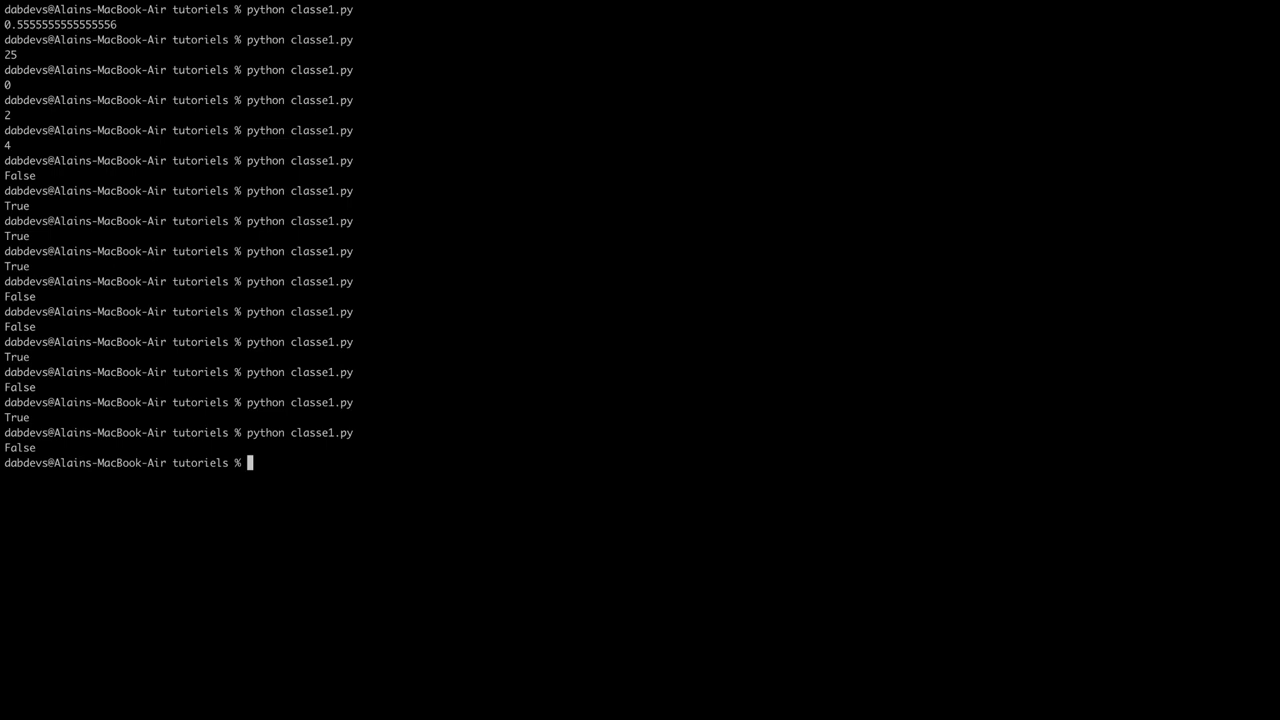 dabdevs@Alains-MacBook-Air tutoriels % python classe1.py
0.5555555555555556
dabdevs@Alains-MacBook-Air tutoriels % python classe1.py
25
dabdevs@Alains-MacBook-Air tutoriels % python classe1.py
0
dabdevs@Alains-MacBook-Air tutoriels % python classe1.py
2
dabdevs@Alains-MacBook-Air tutoriels % python classe1.py
4
dabdevs@Alains-MacBook-Air tutoriels % python classe1.py
False
dabdevs@Alains-MacBook-Air tutoriels % python classe1.py
True
dabdevs@Alains-MacBook-Air tutoriels % python classe1.py
True
dabdevs@Alains-MacBook-Air tutoriels % python classe1.py
True
dabdevs@Alains-MacBook-Air tutoriels % python classe1.py
False
dabdevs@Alains-MacBook-Air tutoriels % python classe1.py
False
dabdevs@Alains-MacBook-Air tutoriels % python classe1.py
True
dabdevs@Alains-MacBook-Air tutoriels % python classe1.py
False
dabdevs@Alains-MacBook-Air tutoriels % python classe1.py
True
dabdevs@Alains-MacBook-Air tutoriels % python classe1.py
False
dabdevs@Alains-MacBook-Air tutoriels %